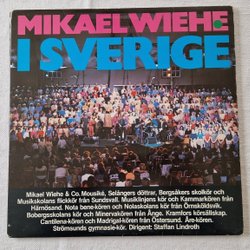 MIKAEL WIEHE
I SVERIGE
Mikael Wiehe & Co. Mousiké, Selångers döttrar, Bergsåkers skolkör och
Musikskolans flickkör från Sundsvall. Musiklinjens kör och Kammarkören från
Härnösand. Nota bene-kören och Nolaskolans kör från Örnsköldsvik.
Bobergsskolans kör och Minervakören från Ånge. Kramfors körsällskap.
Cantilena-kören och Madrigal-kören från Östersund. Åre-kören.
Strömsunds gymnasie-kör. Dirigent: Staffan Lindroth